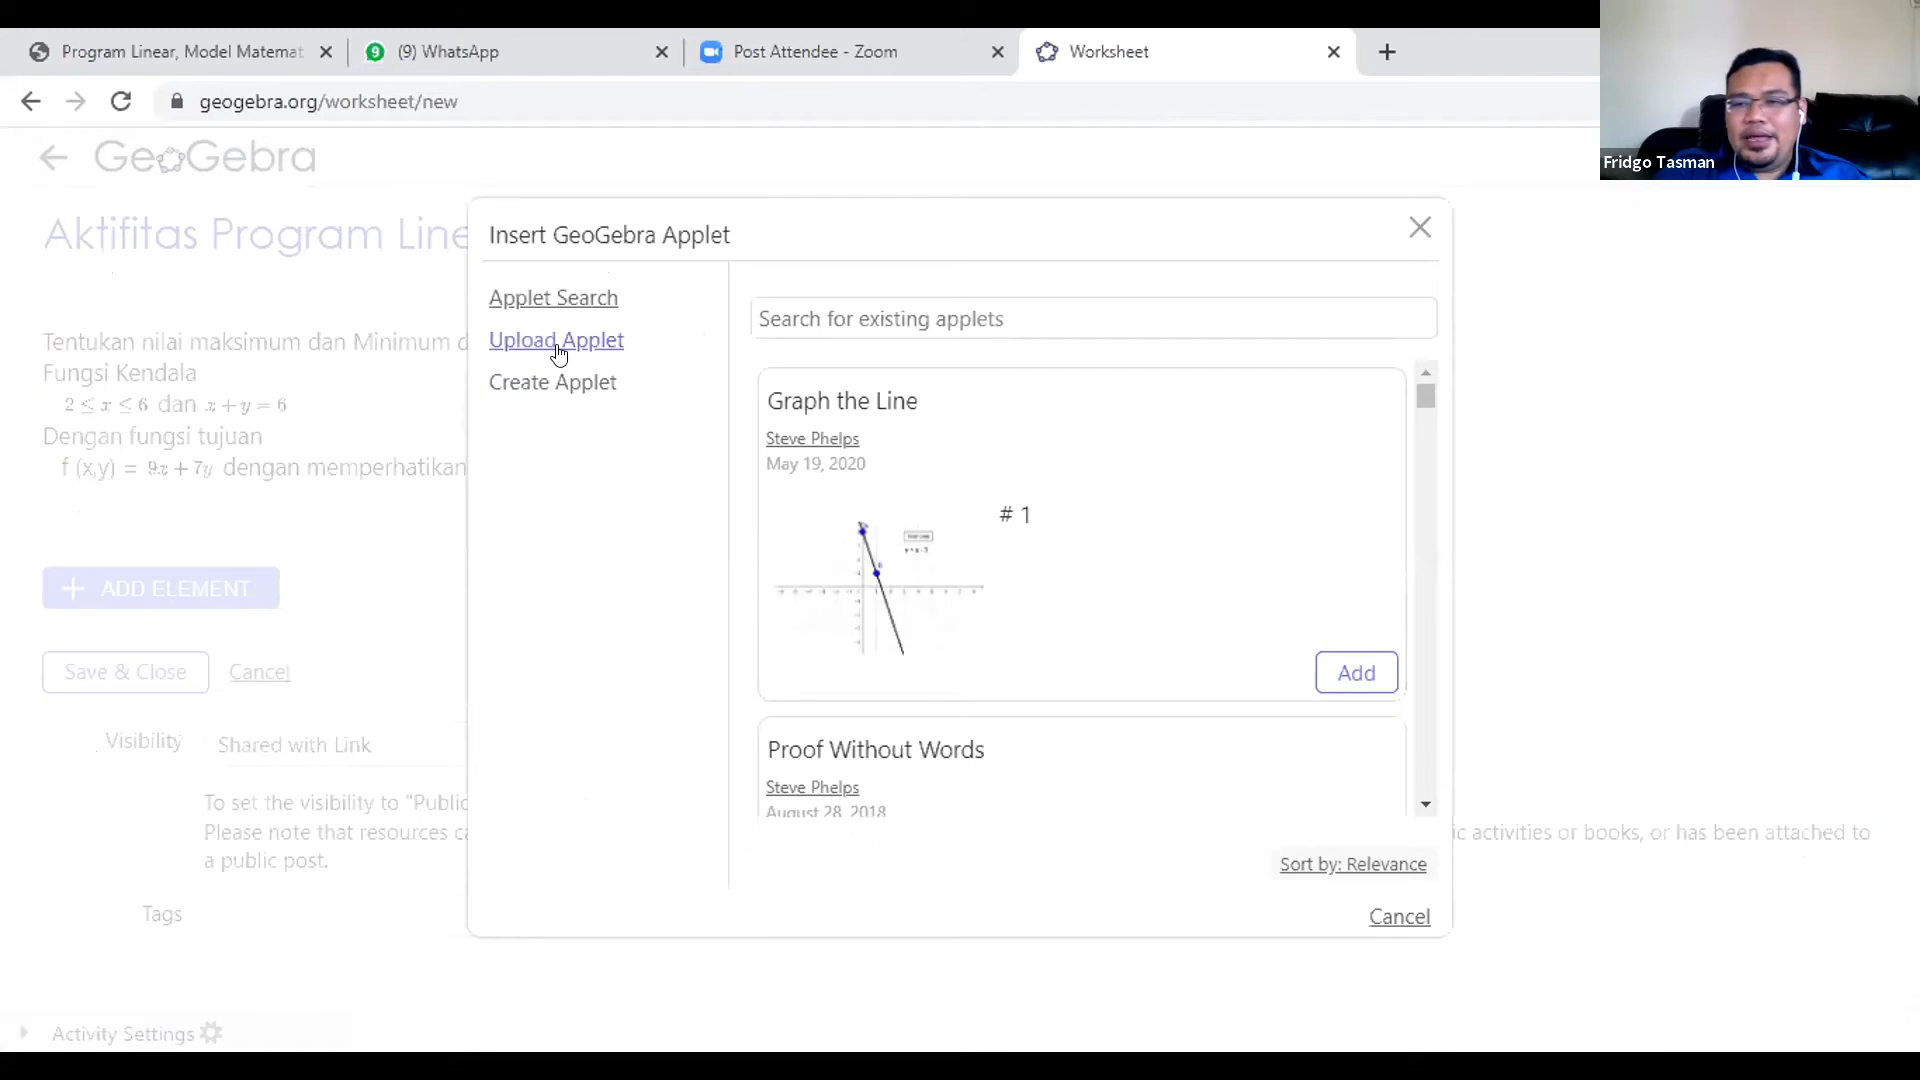 Program Linear, Model Matemat
(9) WhatsApp
Post Attendee - Zoom
Worksheet
geogebra.org/worksheet/new
Fridgo Tasman
GeoGebra
Aktifitas Program Line
Insert GeoGebra Applet
Applet Search
Upload Applet
Create Applet
Search for existing applets
Tentukan nilai maksimum dan Minimum d
Fungsi Kendala
2 ≤ x ≤ 6 dan x + y = 6
Dengan fungsi tujuan
f (x,y) = 9x + 7y dengan memperhatikan
Graph the Line
Steve Phelps
May 19, 2020
# 1
Add
ADD ELEMENT
Save & Close
Cancel
Proof Without Words
Steve Phelps
August 28, 2018
Visibility
Shared with Link
To set the visibility to "Public
Please note that resources ca
ic activities or books, or has been attached to
a public post.
Sort by: Relevance
Tags
Cancel
Activity Settings